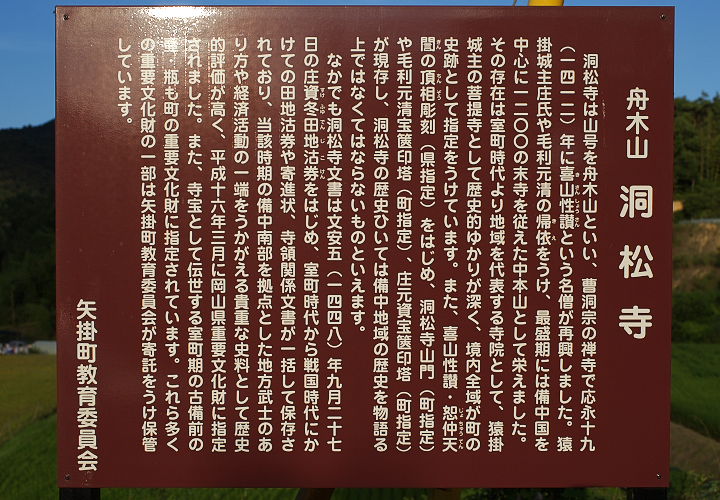 舟木山 洞松寺
洞松寺は山号を舟木山といい、曹洞宗の禅寺で応永十九
(一四一二)年に喜山性讃という名僧が再興しました。猿
掛城主庄氏や毛利元清の帰依をうけ、最盛期には備中国を
中心に一二〇〇の末寺を従えた中本山として栄えました。
その存在は室町時代より地域を代表する寺院として、猿掛
城主の菩提寺として歴史的ゆかりが深く、境内全域が町の
史跡として指定をうけています。また、喜山性讃・恕仲天
誾の頂相彫刻(県指定)をはじめ、洞松寺山門(町指定)
や毛利元清宝篋印塔(町指定)、庄元資宝篋印塔(町指定)
が現存し、洞松寺の歴史ひいては備中地域の歴史を物語る
上ではなくてはならないものといえます。
なかでも洞松寺文書は文安五(一四四八)年九月二十七
日の庄資冬田地沽券をはじめ、室町時代から戦国時代にか
けての田地沽券や寄進状、寺領関係文書が一括して保存さ
れており、当該時期の備中南部を拠点とした地方武士のあ
り方や経済活動の一端をうかがえる貴重な史料として歴史
的評価が高く、平成十六年三月に岡山県重要文化財に指定
されました。また、寺宝として伝世する室町期の古備前の
・瓶も町の重要文化財に指定されています。これら多く
の重要文化財の一部は矢掛町教育委員会が寄託をうけ保管
しています。
矢掛町教育委員会